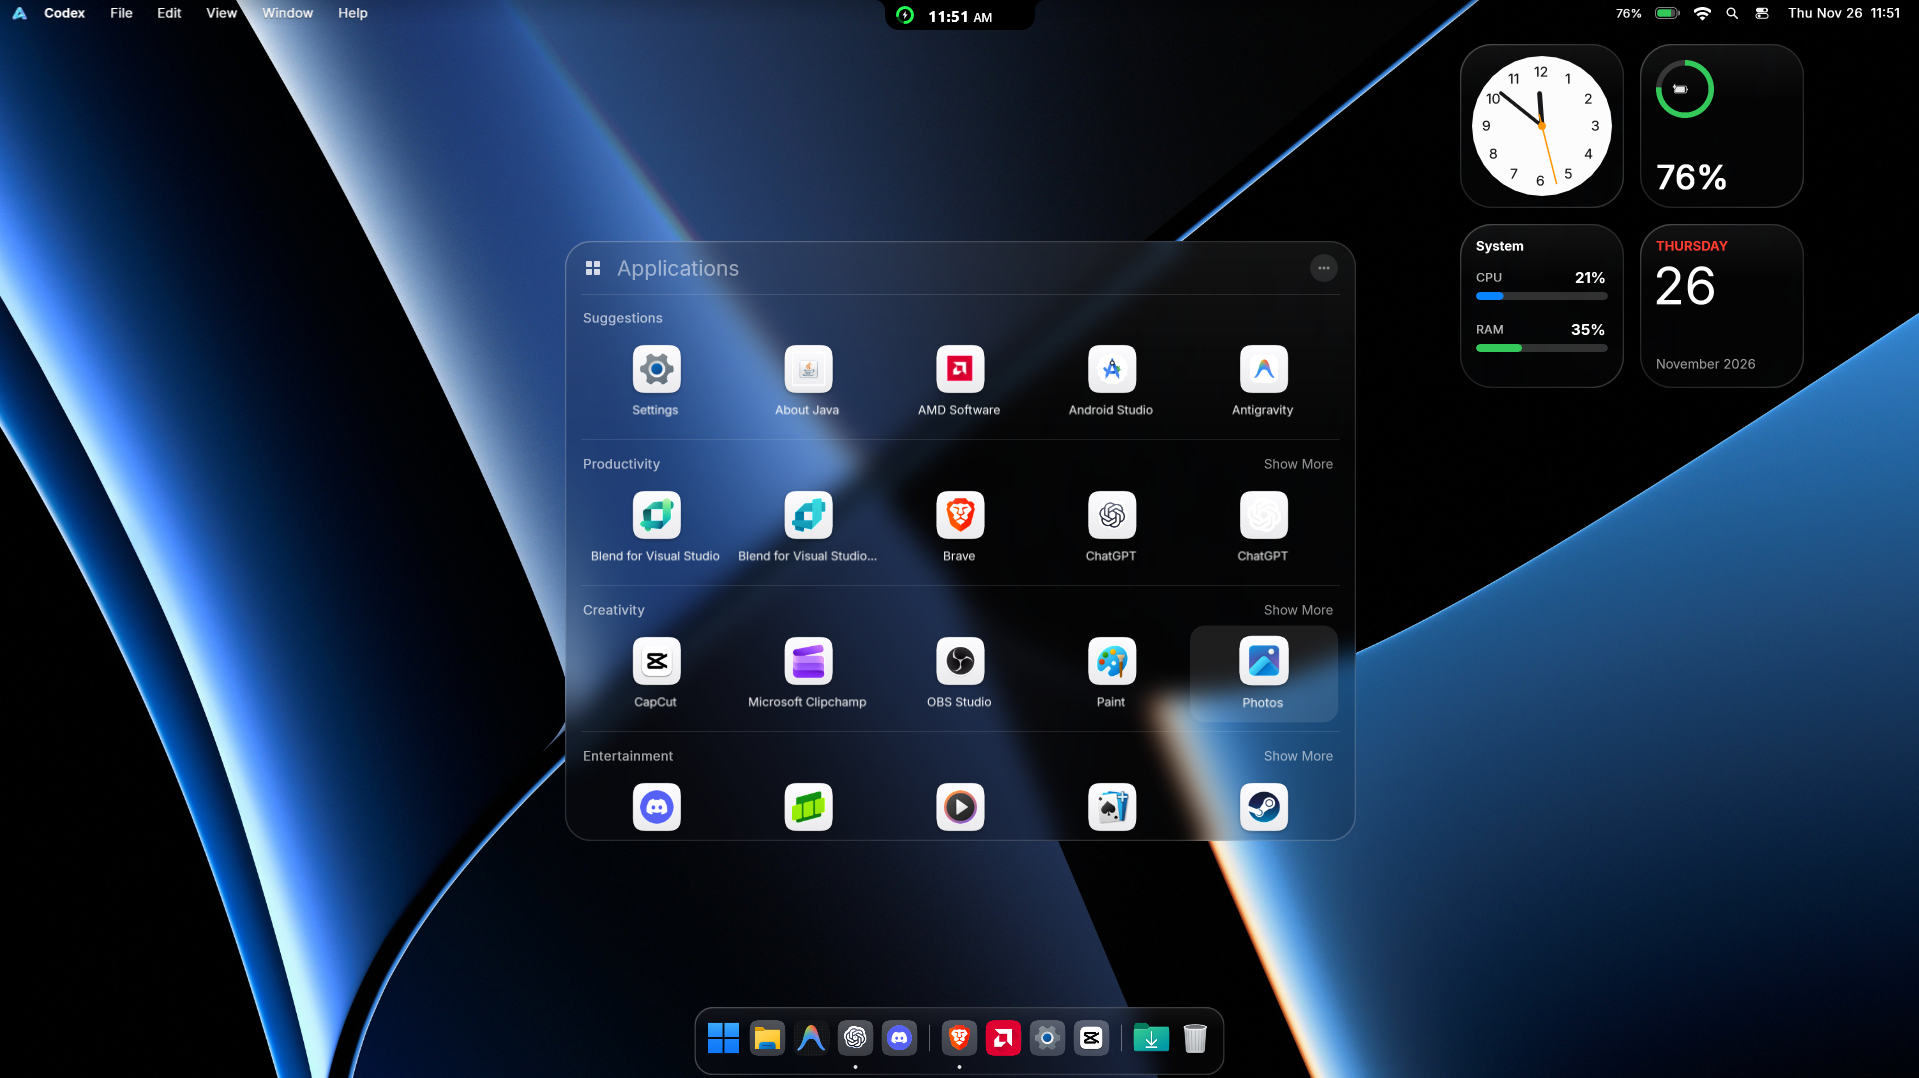 Codex File Edit View Window Help
11:51 AM
76%
Thu Nov 26 11:51
12
1
2
3
4
5
6
7
8
9
10
11
76%
System
CPU 21%
RAM 35%
THURSDAY
26
November 2026
Applications
Suggestions
Settings
About Java
AMD Software
Android Studio
Antigravity
Productivity
Show More
Blend for Visual Studio
Blend for Visual Studio...
Brave
ChatGPT
ChatGPT
Creativity
Show More
CapCut
Microsoft Clipchamp
OBS Studio
Paint
Photos
Entertainment
Show More